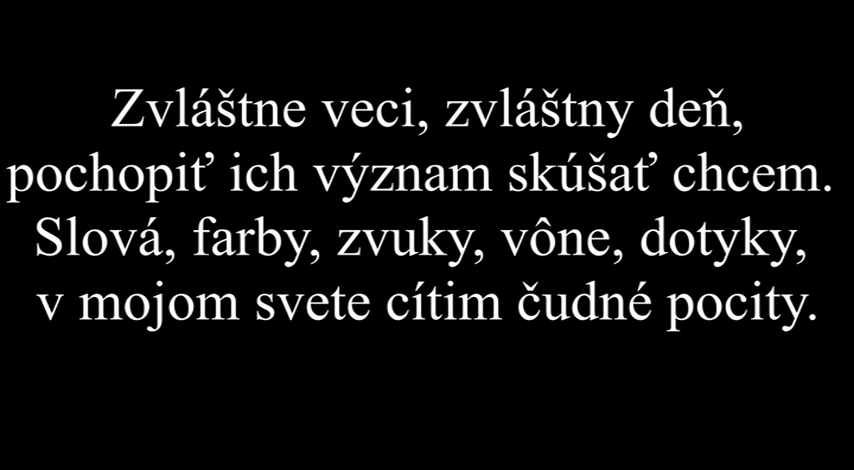 Zvláštne veci, zvláštny deň,
pochopiť ich význam skúšať chcem.
Slová, farby, zvuky, vône, dotyky,
v mojom svete cítim čudné pocity.